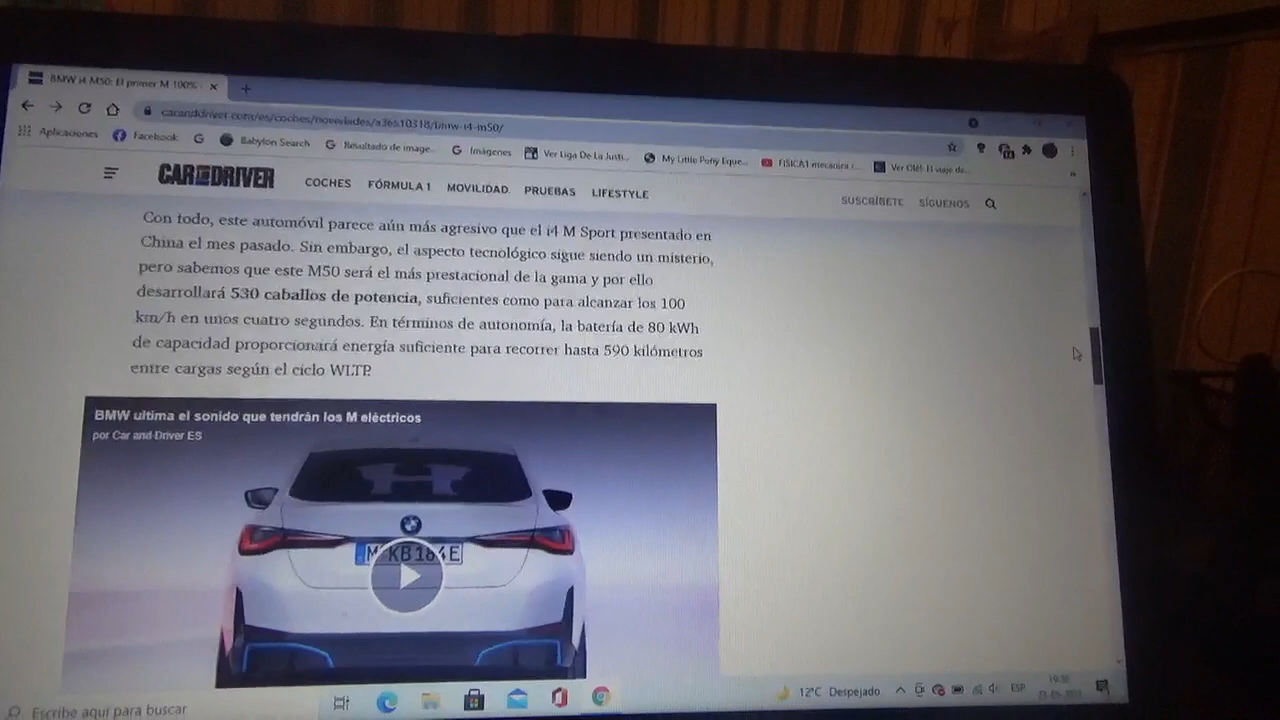 BMW i4 M50: El primer M 100%
caranddriver.com/es/coches/novedades/a36510318/bmw-i4-m50/
Aplicaciones Facebook G Babylon Search Resultado de image... Imágenes Ver Liga De La Justi... My Little Pony Eque... FISICA1 mecanica r... Ver
CAR AND DRIVER COCHES FÓRMULA 1 MOVILIDAD PRUEBAS LIFESTYLE SUSCRÍBETE SÍGUENOS
Con todo, este automóvil parece aún más agresivo que el i4 M Sport presentado en
China el mes pasado. Sin embargo, el aspecto tecnológico sigue siendo un misterio,
pero sabemos que este M50 será el más prestacional de la gama y por ello
desarrollará 530 caballos de potencia, suficientes como para alcanzar los 100
km/h en unos cuatro segundos. En términos de autonomía, la batería de 80 kWh
de capacidad proporcionará energía suficiente para recorrer hasta 590 kilómetros
entre cargas según el ciclo WLTP.
BMW ultima el sonido que tendrán los M eléctricos
por Car and Driver ES
M KB 184 E
12°C Despejado ESP
Escribe aquí para buscar